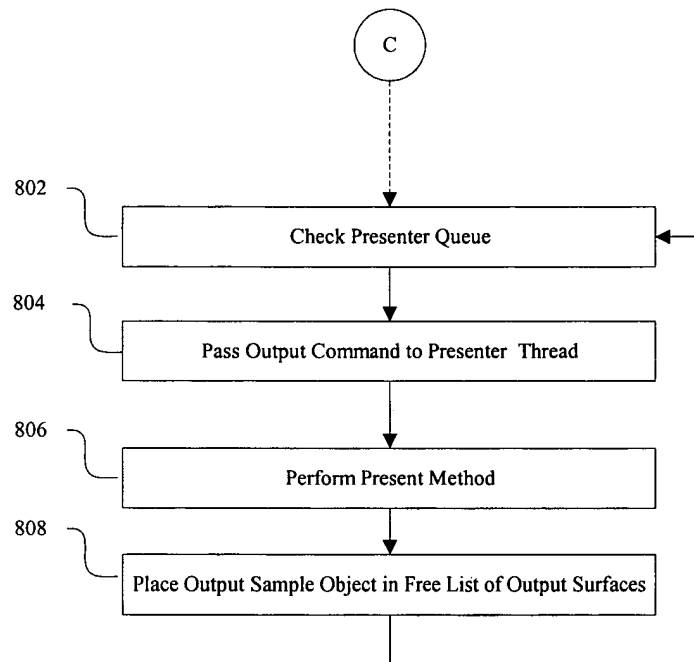 C
802
Check Presenter Queue
804
Pass Output Command to Presenter Thread
806
Perform Present Method
808
Place Output Sample Object in Free List of Output Surfaces